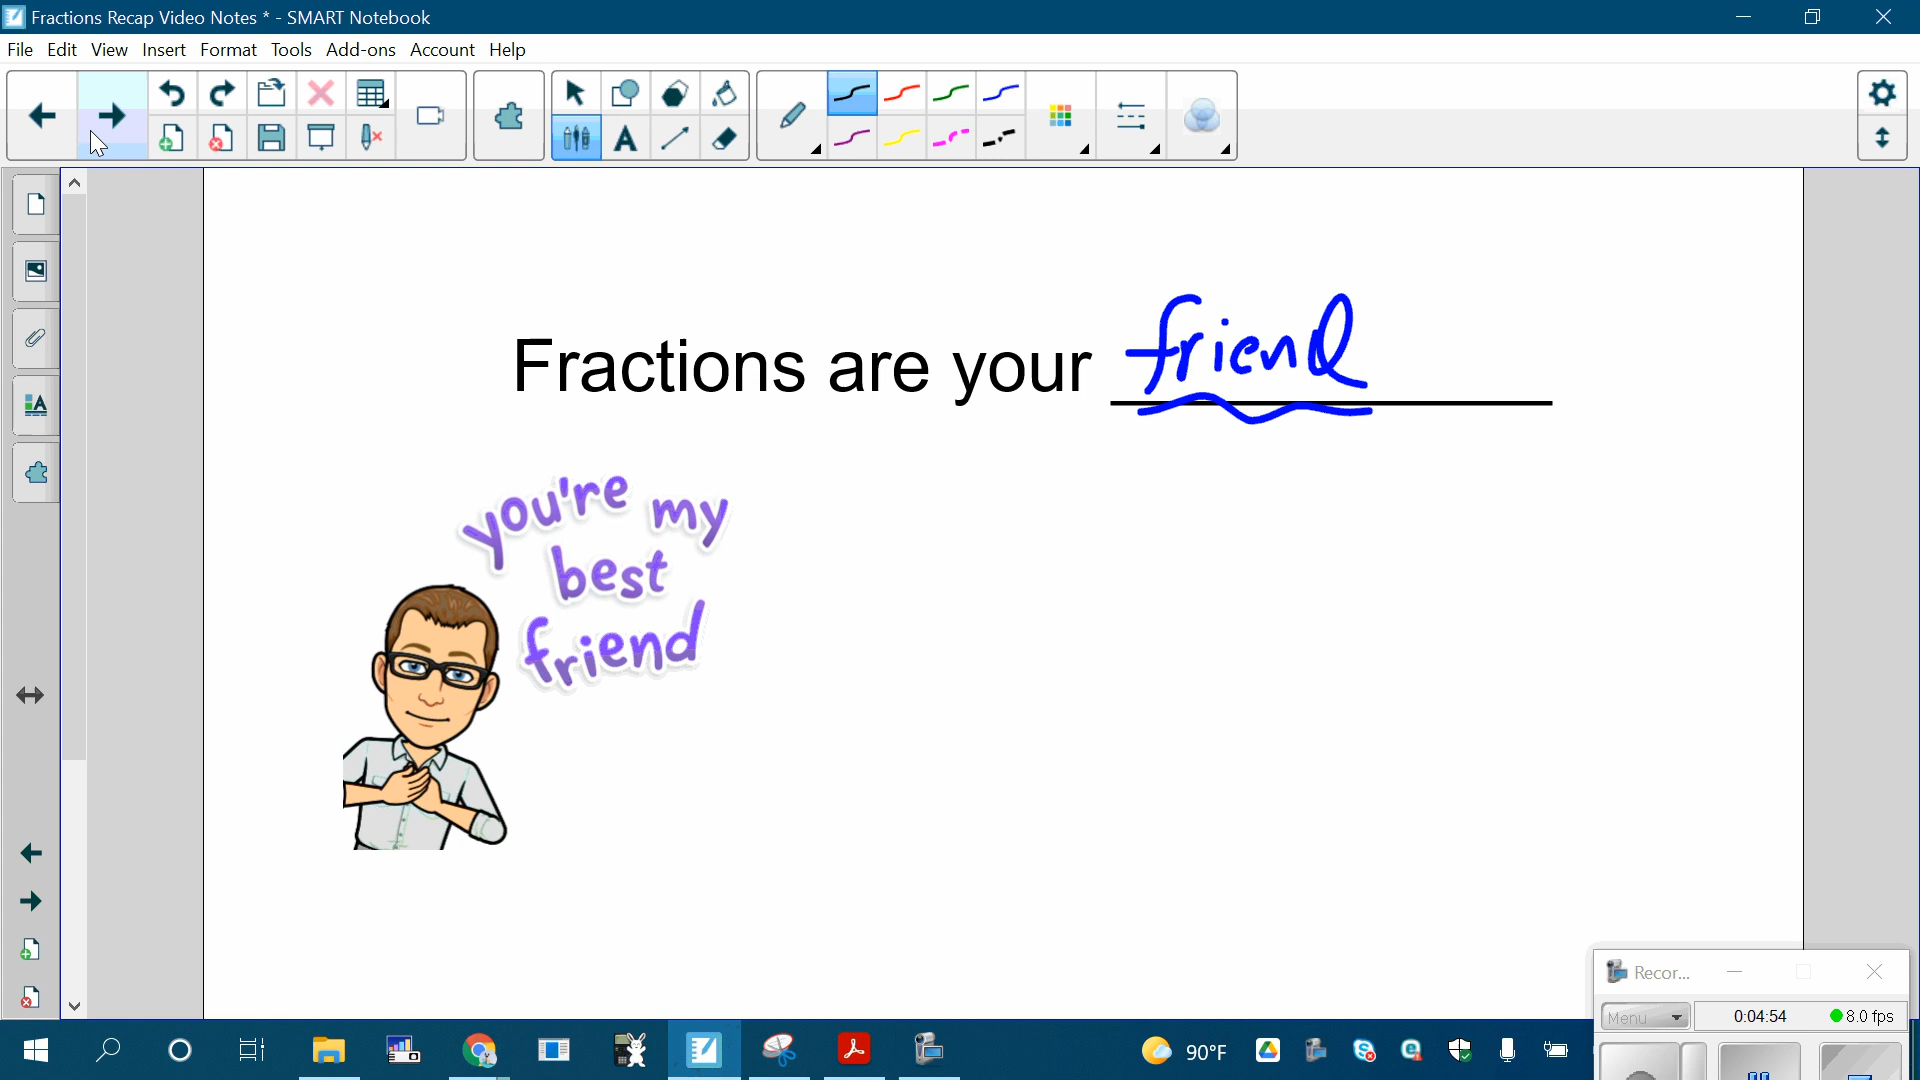 Fractions Recap Video Notes * - SMART Notebook
File Edit View Insert Format Tools Add-ons Account Help
Fractions are your friend
you're my
best
friend
Recor...
Menu 0:04:54 8.0 fps
90°F